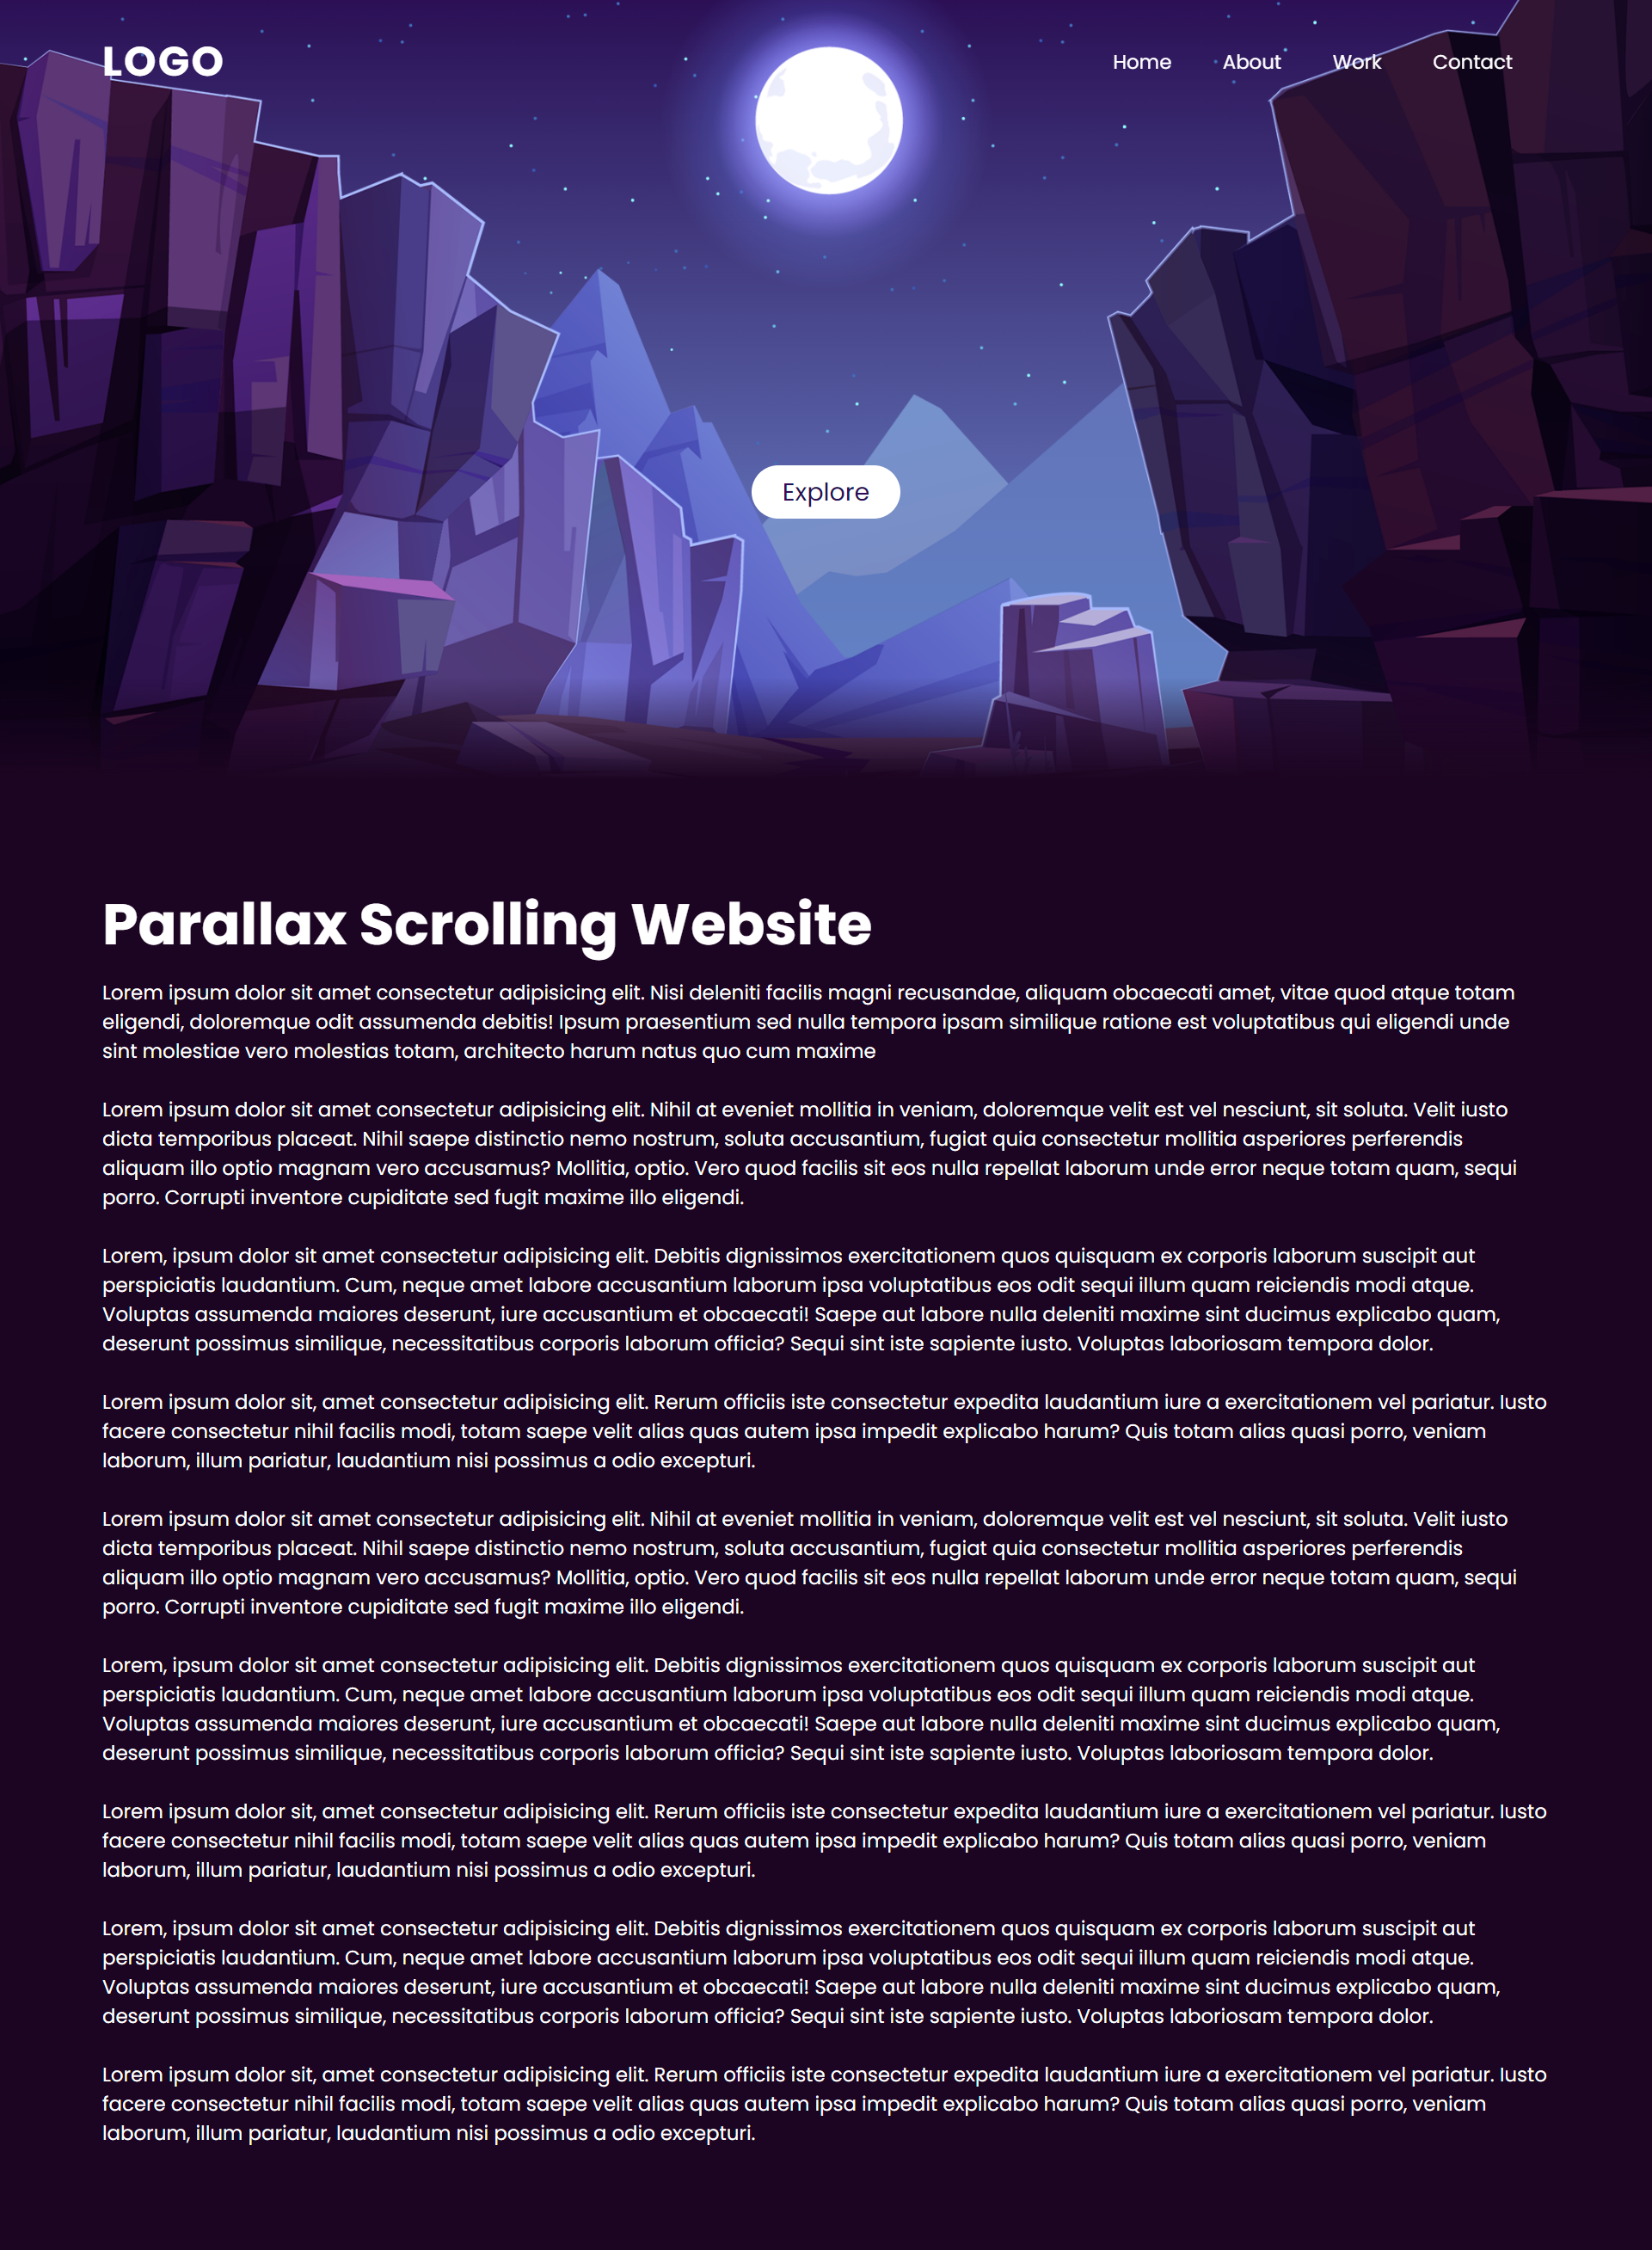 LOGO
Home About Work Contact
Explore
Parallax Scrolling Website
Lorem ipsum dolor sit amet consectetur adipisicing elit. Nisi deleniti facilis magni recusandae, aliquam obcaecati amet, vitae quod atque totam
eligendi, doloremque odit assumenda debitis! Ipsum praesentium sed nulla tempora ipsam similique ratione est voluptatibus qui eligendi unde
sint molestiae vero molestias totam, architecto harum natus quo cum maxime
Lorem ipsum dolor sit amet consectetur adipisicing elit. Nihil at eveniet mollitia in veniam, doloremque velit est vel nesciunt, sit soluta. Velit iusto
dicta temporibus placeat. Nihil saepe distinctio nemo nostrum, soluta accusantium, fugiat quia consectetur mollitia asperiores perferendis
aliquam illo optio magnam vero accusamus? Mollitia, optio. Vero quod facilis sit eos nulla repellat laborum unde error neque totam quam, sequi
porro. Corrupti inventore cupiditate sed fugit maxime illo eligendi.
Lorem, ipsum dolor sit amet consectetur adipisicing elit. Debitis dignissimos exercitationem quos quisquam ex corporis laborum suscipit aut
perspiciatis laudantium. Cum, neque amet labore accusantium laborum ipsa voluptatibus eos odit sequi illum quam reiciendis modi atque.
Voluptas assumenda maiores deserunt, iure accusantium et obcaecati! Saepe aut labore nulla deleniti maxime sint ducimus explicabo quam,
deserunt possimus similique, necessitatibus corporis laborum officia? Sequi sint iste sapiente iusto. Voluptas laboriosam tempora dolor.
Lorem ipsum dolor sit, amet consectetur adipisicing elit. Rerum officiis iste consectetur expedita laudantium iure a exercitationem vel pariatur. Iusto
facere consectetur nihil facilis modi, totam saepe velit alias quas autem ipsa impedit explicabo harum? Quis totam alias quasi porro, veniam
laborum, illum pariatur, laudantium nisi possimus a odio excepturi.
Lorem ipsum dolor sit amet consectetur adipisicing elit. Nihil at eveniet mollitia in veniam, doloremque velit est vel nesciunt, sit soluta. Velit iusto
dicta temporibus placeat. Nihil saepe distinctio nemo nostrum, soluta accusantium, fugiat quia consectetur mollitia asperiores perferendis
aliquam illo optio magnam vero accusamus? Mollitia, optio. Vero quod facilis sit eos nulla repellat laborum unde error neque totam quam, sequi
porro. Corrupti inventore cupiditate sed fugit maxime illo eligendi.
Lorem, ipsum dolor sit amet consectetur adipisicing elit. Debitis dignissimos exercitationem quos quisquam ex corporis laborum suscipit aut
perspiciatis laudantium. Cum, neque amet labore accusantium laborum ipsa voluptatibus eos odit sequi illum quam reiciendis modi atque.
Voluptas assumenda maiores deserunt, iure accusantium et obcaecati! Saepe aut labore nulla deleniti maxime sint ducimus explicabo quam,
deserunt possimus similique, necessitatibus corporis laborum officia? Sequi sint iste sapiente iusto. Voluptas laboriosam tempora dolor.
Lorem ipsum dolor sit, amet consectetur adipisicing elit. Rerum officiis iste consectetur expedita laudantium iure a exercitationem vel pariatur. Iusto
facere consectetur nihil facilis modi, totam saepe velit alias quas autem ipsa impedit explicabo harum? Quis totam alias quasi porro, veniam
laborum, illum pariatur, laudantium nisi possimus a odio excepturi.
Lorem, ipsum dolor sit amet consectetur adipisicing elit. Debitis dignissimos exercitationem quos quisquam ex corporis laborum suscipit aut
perspiciatis laudantium. Cum, neque amet labore accusantium laborum ipsa voluptatibus eos odit sequi illum quam reiciendis modi atque.
Voluptas assumenda maiores deserunt, iure accusantium et obcaecati! Saepe aut labore nulla deleniti maxime sint ducimus explicabo quam,
deserunt possimus similique, necessitatibus corporis laborum officia? Sequi sint iste sapiente iusto. Voluptas laboriosam tempora dolor.
Lorem ipsum dolor sit, amet consectetur adipisicing elit. Rerum officiis iste consectetur expedita laudantium iure a exercitationem vel pariatur. Iusto
facere consectetur nihil facilis modi, totam saepe velit alias quas autem ipsa impedit explicabo harum? Quis totam alias quasi porro, veniam
laborum, illum pariatur, laudantium nisi possimus a odio excepturi.